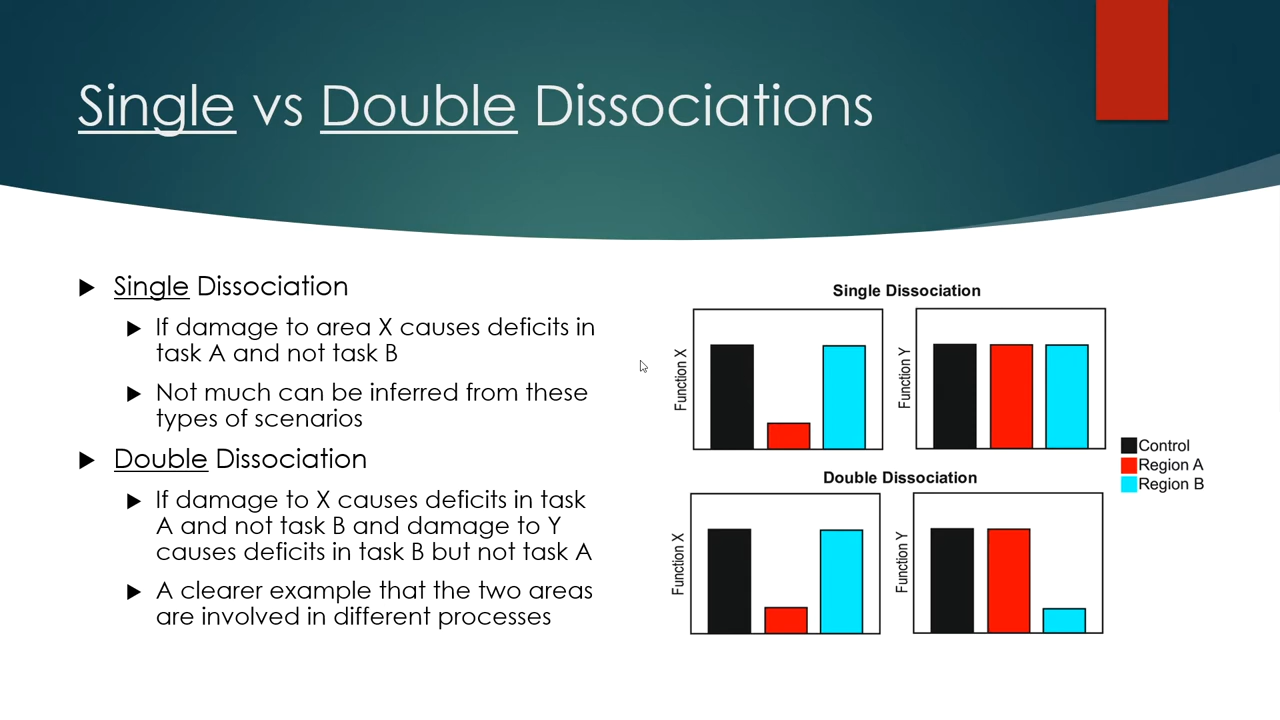 Single vs Double Dissociations
Single Dissociation
If damage to area X causes deficits in
task A and not task B
Not much can be inferred from these
types of scenarios
Double Dissociation
If damage to X causes deficits in task
A and not task B and damage to Y
causes deficits in task B but not task A
A clearer example that the two areas
are involved in different processes
Single Dissociation
Function X
Function Y
Double Dissociation
Function X
Function Y
Control
Region A
Region B